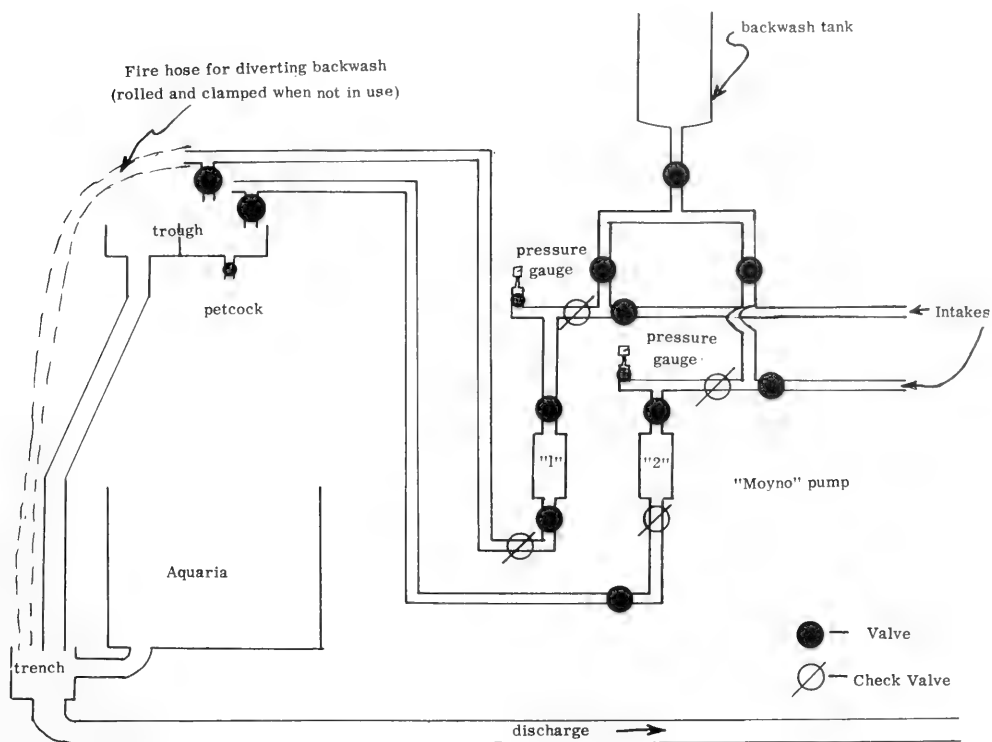 backwash tank
Fire hose for diverting backwash
(rolled and clamped when not in use)
trough
petcock
pressure
gauge
pressure
gauge
Intakes
"1"
"2"
"Moyno" pump
Aquaria
trench
Valve
Check Valve
discharge